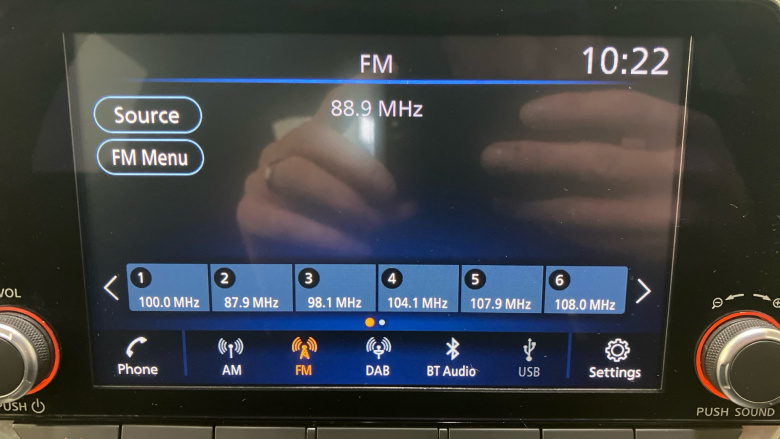 FM
10:22
Source
88.9 MHz
FM Menu
1 2 3 4 5 6
100.0 MHz 87.9 MHz 98.1 MHz 104.1 MHz 107.9 MHz 108.0 MHz
VOL
Phone AM FM DAB BT Audio USB Settings
PUSH
PUSH SOUND